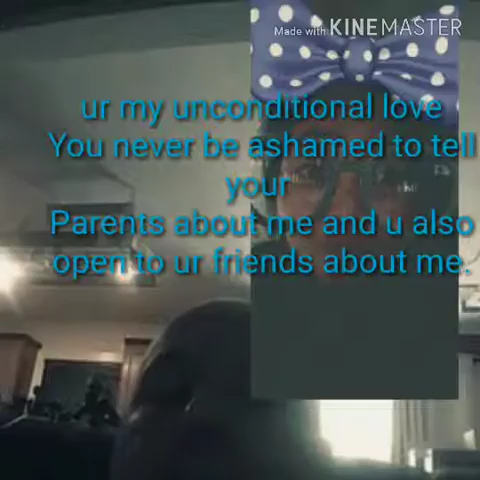 Made with KINEMASTER
ur my unconditional love
You never be ashamed to tell
your
Parents about me and u also
open to ur friends about me.